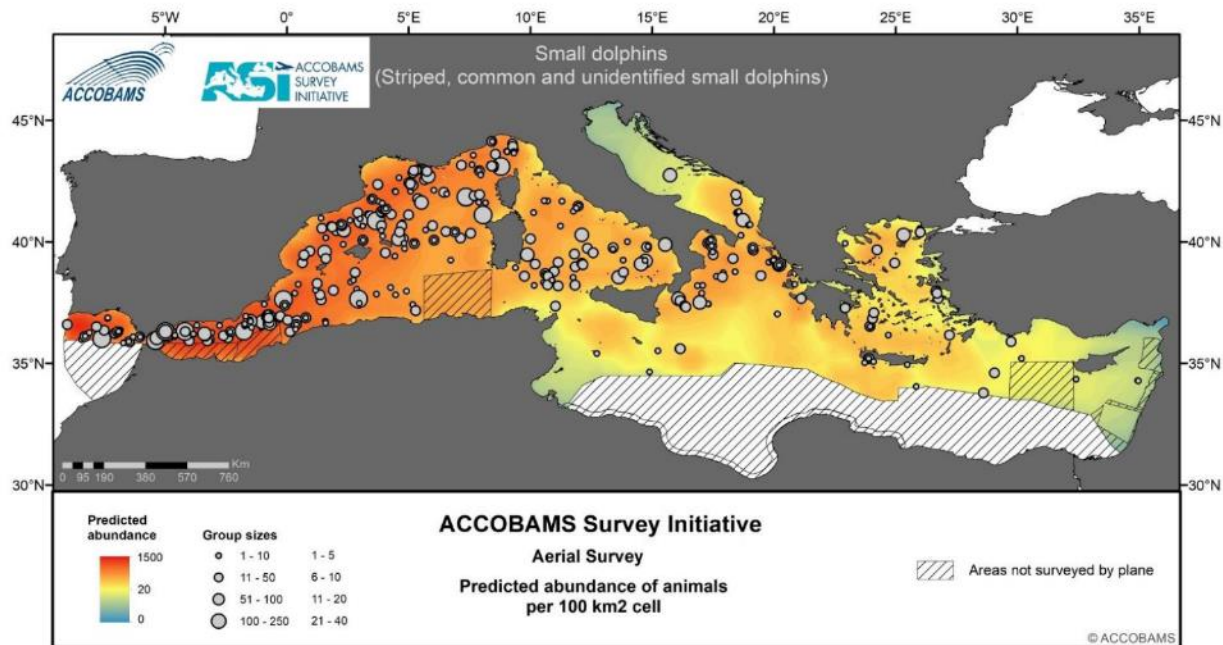 5°W 0° 5°E 10°E 15°E 20°E 25°E 30°E 35°E
ACCOBAMS
ASI ACCOBAMS
SURVEY
INITIATIVE
Small dolphins
(Striped, common and unidentified small dolphins)
45°N 45°N
40°N 40°N
35°N 35°N
30°N 30°N
Km
0 95 190 380 570 760
Predicted
abundance
1500
20
0
Group sizes
1 - 10 1 - 5
11 - 50 6 - 10
51 - 100 11 - 20
100 - 250 21 - 40
ACCOBAMS Survey Initiative
Aerial Survey
Predicted abundance of animals
per 100 km2 cell
Areas not surveyed by plane
© ACCOBAMS